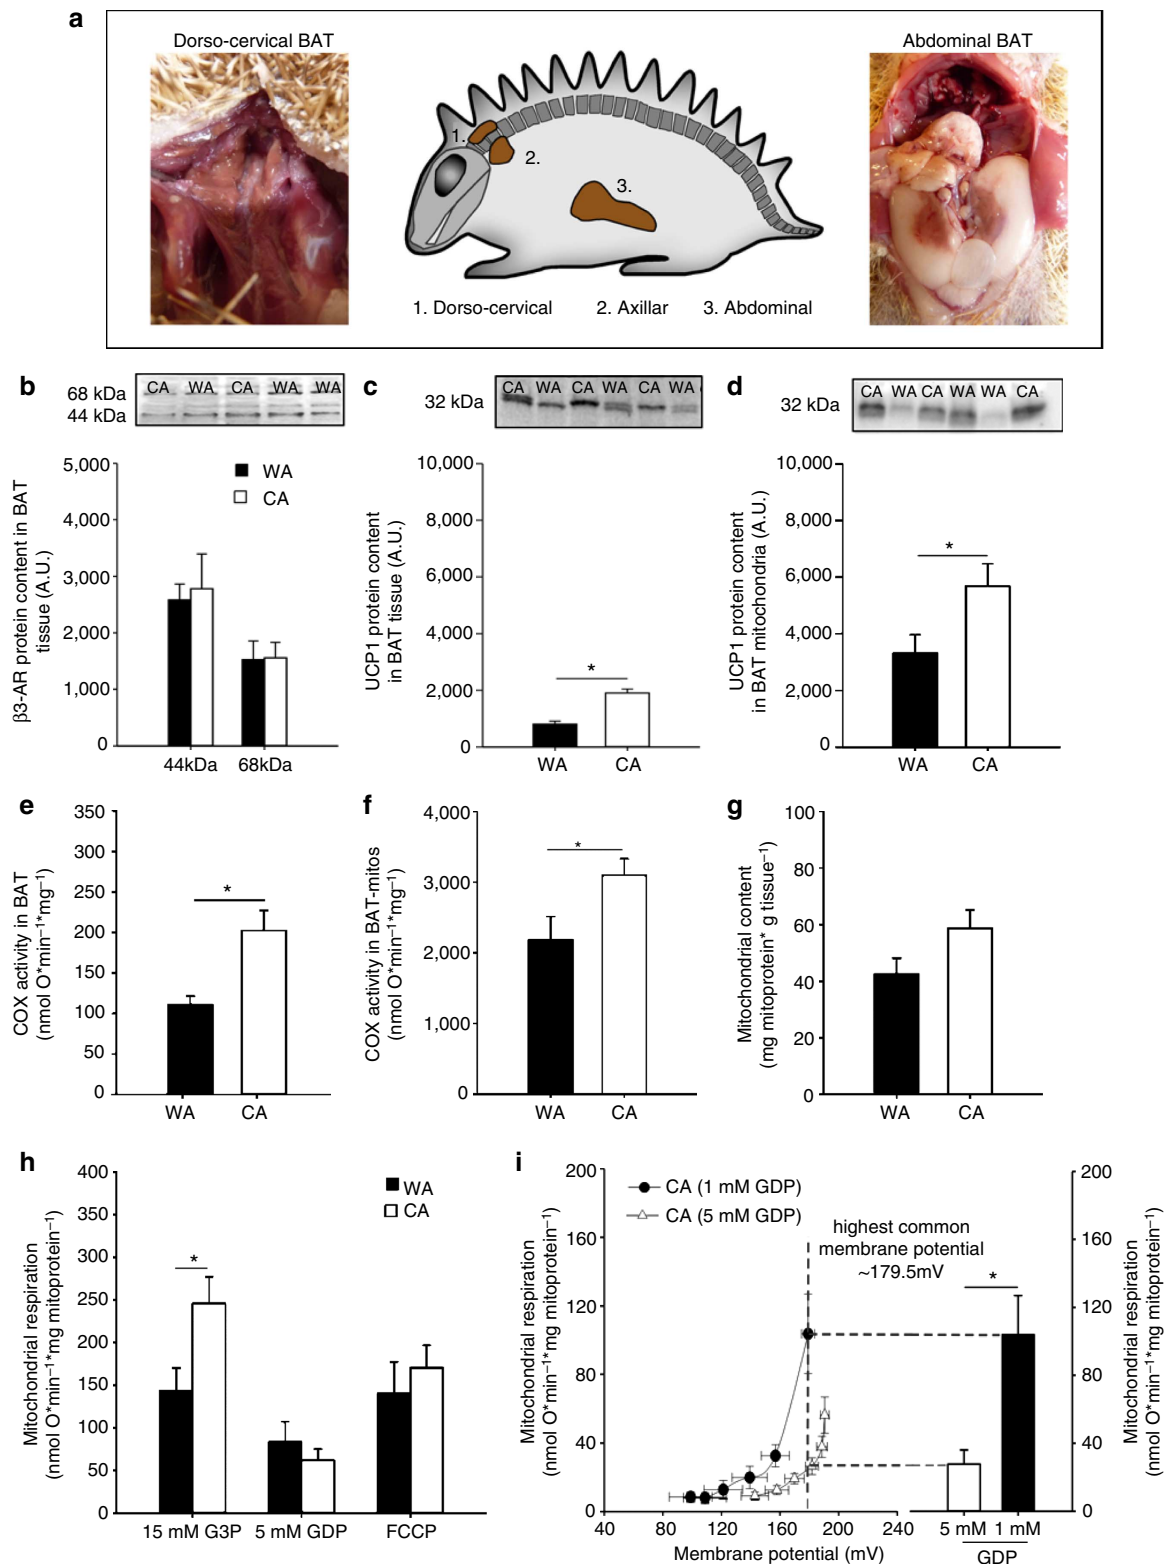 a
Dorso-cervical BAT
Abdominal BAT
1.
2.
3.
1. Dorso-cervical 2. Axillar 3. Abdominal
b
68 kDa
44 kDa
CA WA CA WA WA
5,000
4,000
3,000
2,000
1,000
0
β3-AR protein content in BAT
tissue (A.U.)
WA
CA
44kDa 68kDa
c
32 kDa
CA WA CA WA CA WA
10,000
8,000
6,000
4,000
2,000
0
UCP1 protein content
in BAT tissue (A.U.)
*
WA CA
d
32 kDa
CA WA CA WA WA CA
10,000
8,000
6,000
4,000
2,000
0
UCP1 protein content
in BAT mitochondria (A.U.)
*
WA CA
e
350
300
250
200
150
100
50
0
COX activity in BAT
(nmol O*min⁻¹*mg⁻¹)
*
WA CA
f
4,000
3,000
2,000
1,000
0
COX activity in BAT-mitos
(nmol O*min⁻¹*mg⁻¹)
*
WA CA
g
100
80
60
40
20
0
Mitochondrial content
(mg mitoprotein* g tissue⁻¹)
WA CA
h
400
350
300
250
200
150
100
50
0
Mitochondrial respiration
(nmol O*min⁻¹*mg mitoprotein⁻¹)
WA
CA
*
15 mM G3P 5 mM GDP FCCP
i
200
160
120
80
40
0
Mitochondrial respiration
(nmol O*min⁻¹*mg mitoprotein⁻¹)
CA (1 mM GDP)
CA (5 mM GDP)
highest common
membrane potential
~179.5mV
40 80 120 160 200 240
Membrane potential (mV)
*
200
160
120
80
40
0
Mitochondrial respiration
(nmol O*min⁻¹*mg mitoprotein⁻¹)
5 mM 1 mM
GDP